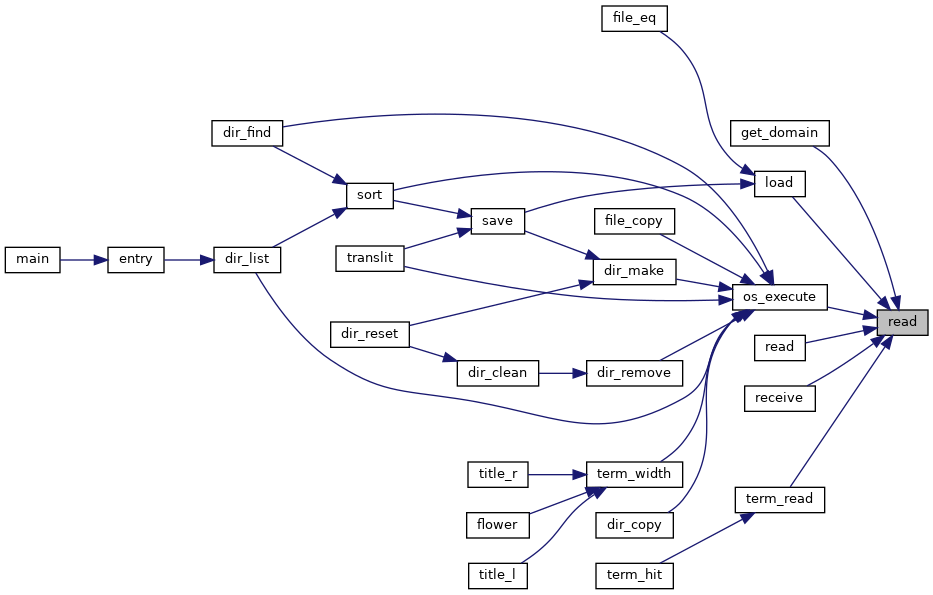 file_eq
dir_find
get_domain
load
sort
save
file_copy
main
entry
dir_list
translit
dir_make
os_execute
read
dir_reset
read
dir_clean
dir_remove
receive
title_r
term_width
term_read
flower
dir_copy
title_l
term_hit